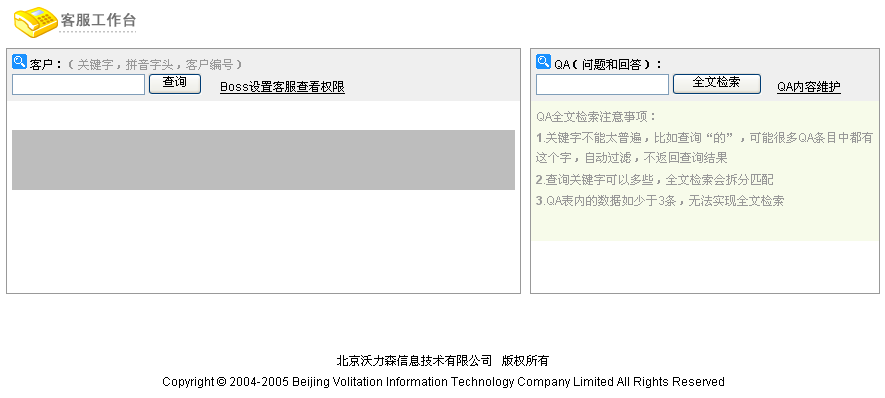 客服工作台
客户：（关键字，拼音字头，客户编号）
查询 Boss设置客服查看权限
QA（问题和回答）：
全文检索 QA内容维护
QA全文检索注意事项：
1.关键字不能太普遍，比如查询“的”，可能很多QA条目中都有
这个字，自动过滤，不返回查询结果
2.查询关键字可以多些，全文检索会拆分匹配
3.QA表内的数据如少于3条，无法实现全文检索
北京沃力森信息技术有限公司 版权所有
Copyright © 2004-2005 Beijing Volitation Information Technology Company Limited All Rights Reserved